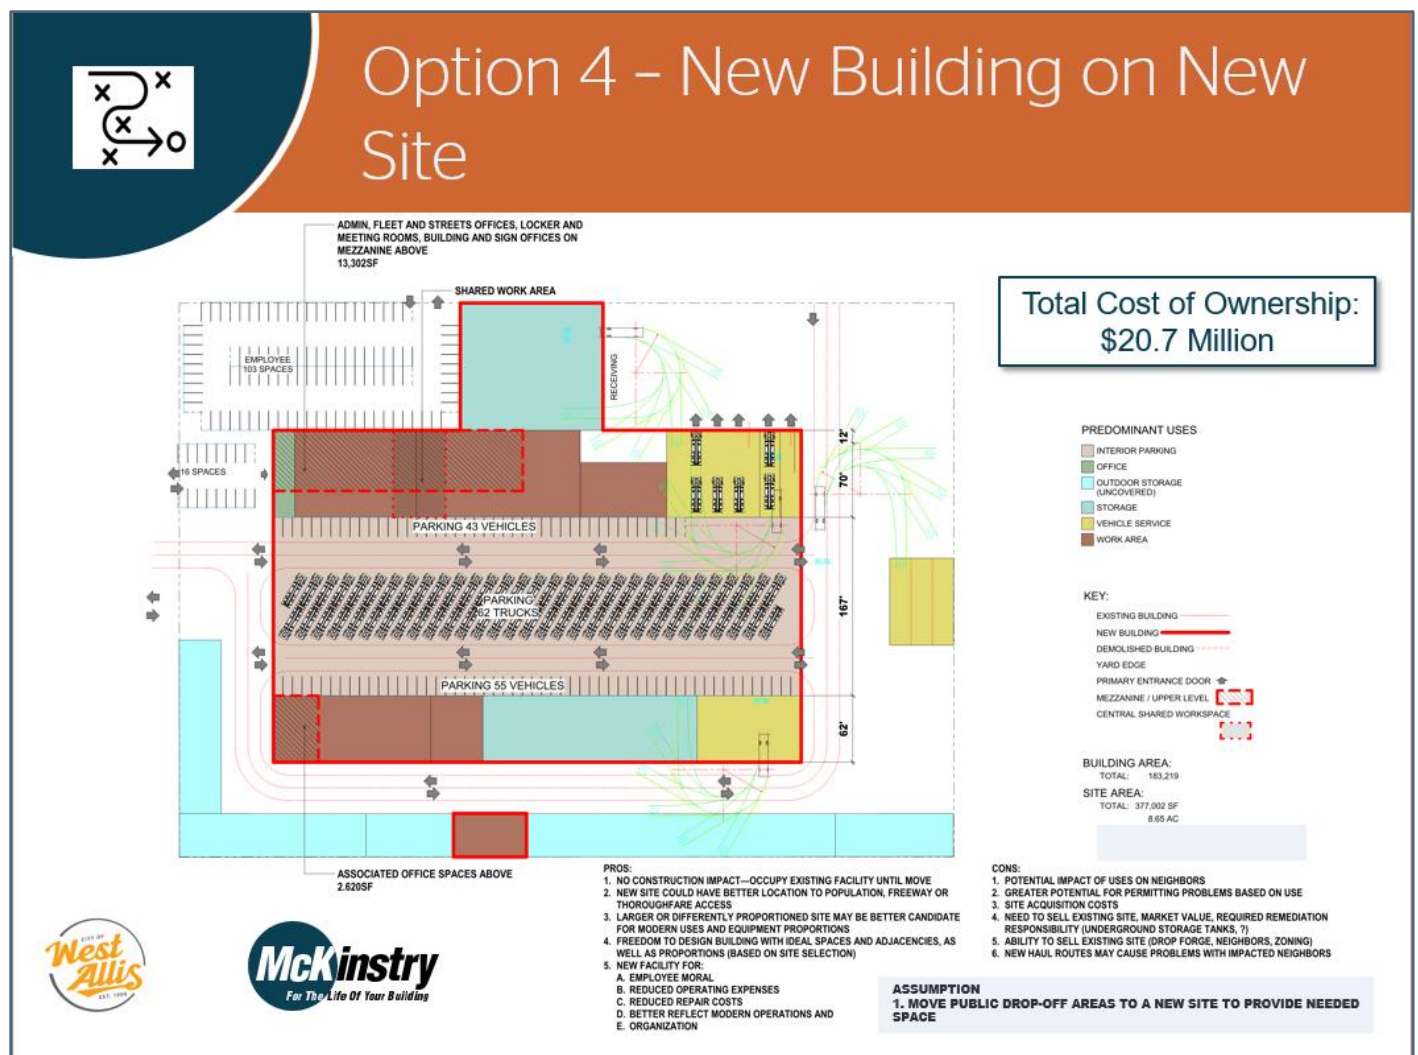 Option 4 – New Building on New
Site
ADMIN, FLEET AND STREETS OFFICES, LOCKER AND
MEETING ROOMS, BUILDING AND SIGN OFFICES ON
MEZZANINE ABOVE
13,302SF
SHARED WORK AREA
Total Cost of Ownership:
$20.7 Million
EMPLOYEE
103 SPACES
RECEIVING
16 SPACES
12'
70'
PARKING 43 VEHICLES
PARKING
62 TRUCKS
167'
PARKING 55 VEHICLES
62'
PREDOMINANT USES
INTERIOR PARKING
OFFICE
OUTDOOR STORAGE
(UNCOVERED)
STORAGE
VEHICLE SERVICE
WORK AREA
KEY:
EXISTING BUILDING
NEW BUILDING
DEMOLISHED BUILDING
YARD EDGE
PRIMARY ENTRANCE DOOR
MEZZANINE / UPPER LEVEL
CENTRAL SHARED WORKSPACE
BUILDING AREA:
TOTAL: 183,219
SITE AREA:
TOTAL: 377,002 SF
8.65 AC
ASSOCIATED OFFICE SPACES ABOVE
2.620SF
PROS:
1. NO CONSTRUCTION IMPACT—OCCUPY EXISTING FACILITY UNTIL MOVE
2. NEW SITE COULD HAVE BETTER LOCATION TO POPULATION, FREEWAY OR
THOROUGHFARE ACCESS
3. LARGER OR DIFFERENTLY PROPORTIONED SITE MAY BE BETTER CANDIDATE
FOR MODERN USES AND EQUIPMENT PROPORTIONS
4. FREEDOM TO DESIGN BUILDING WITH IDEAL SPACES AND ADJACENCIES, AS
WELL AS PROPORTIONS (BASED ON SITE SELECTION)
5. NEW FACILITY FOR:
A. EMPLOYEE MORAL
B. REDUCED OPERATING EXPENSES
C. REDUCED REPAIR COSTS
D. BETTER REFLECT MODERN OPERATIONS AND
E. ORGANIZATION
CONS:
1. POTENTIAL IMPACT OF USES ON NEIGHBORS
2. GREATER POTENTIAL FOR PERMITTING PROBLEMS BASED ON USE
3. SITE ACQUISITION COSTS
4. NEED TO SELL EXISTING SITE, MARKET VALUE, REQUIRED REMEDIATION
RESPONSIBILITY (UNDERGROUND STORAGE TANKS, ?)
5. ABILITY TO SELL EXISTING SITE (DROP FORGE, NEIGHBORS, ZONING)
6. NEW HAUL ROUTES MAY CAUSE PROBLEMS WITH IMPACTED NEIGHBORS
ASSUMPTION
1. MOVE PUBLIC DROP-OFF AREAS TO A NEW SITE TO PROVIDE NEEDED
SPACE
CITY OF
West
Allis
EST. 1906
McKinstry
For The Life Of Your Building